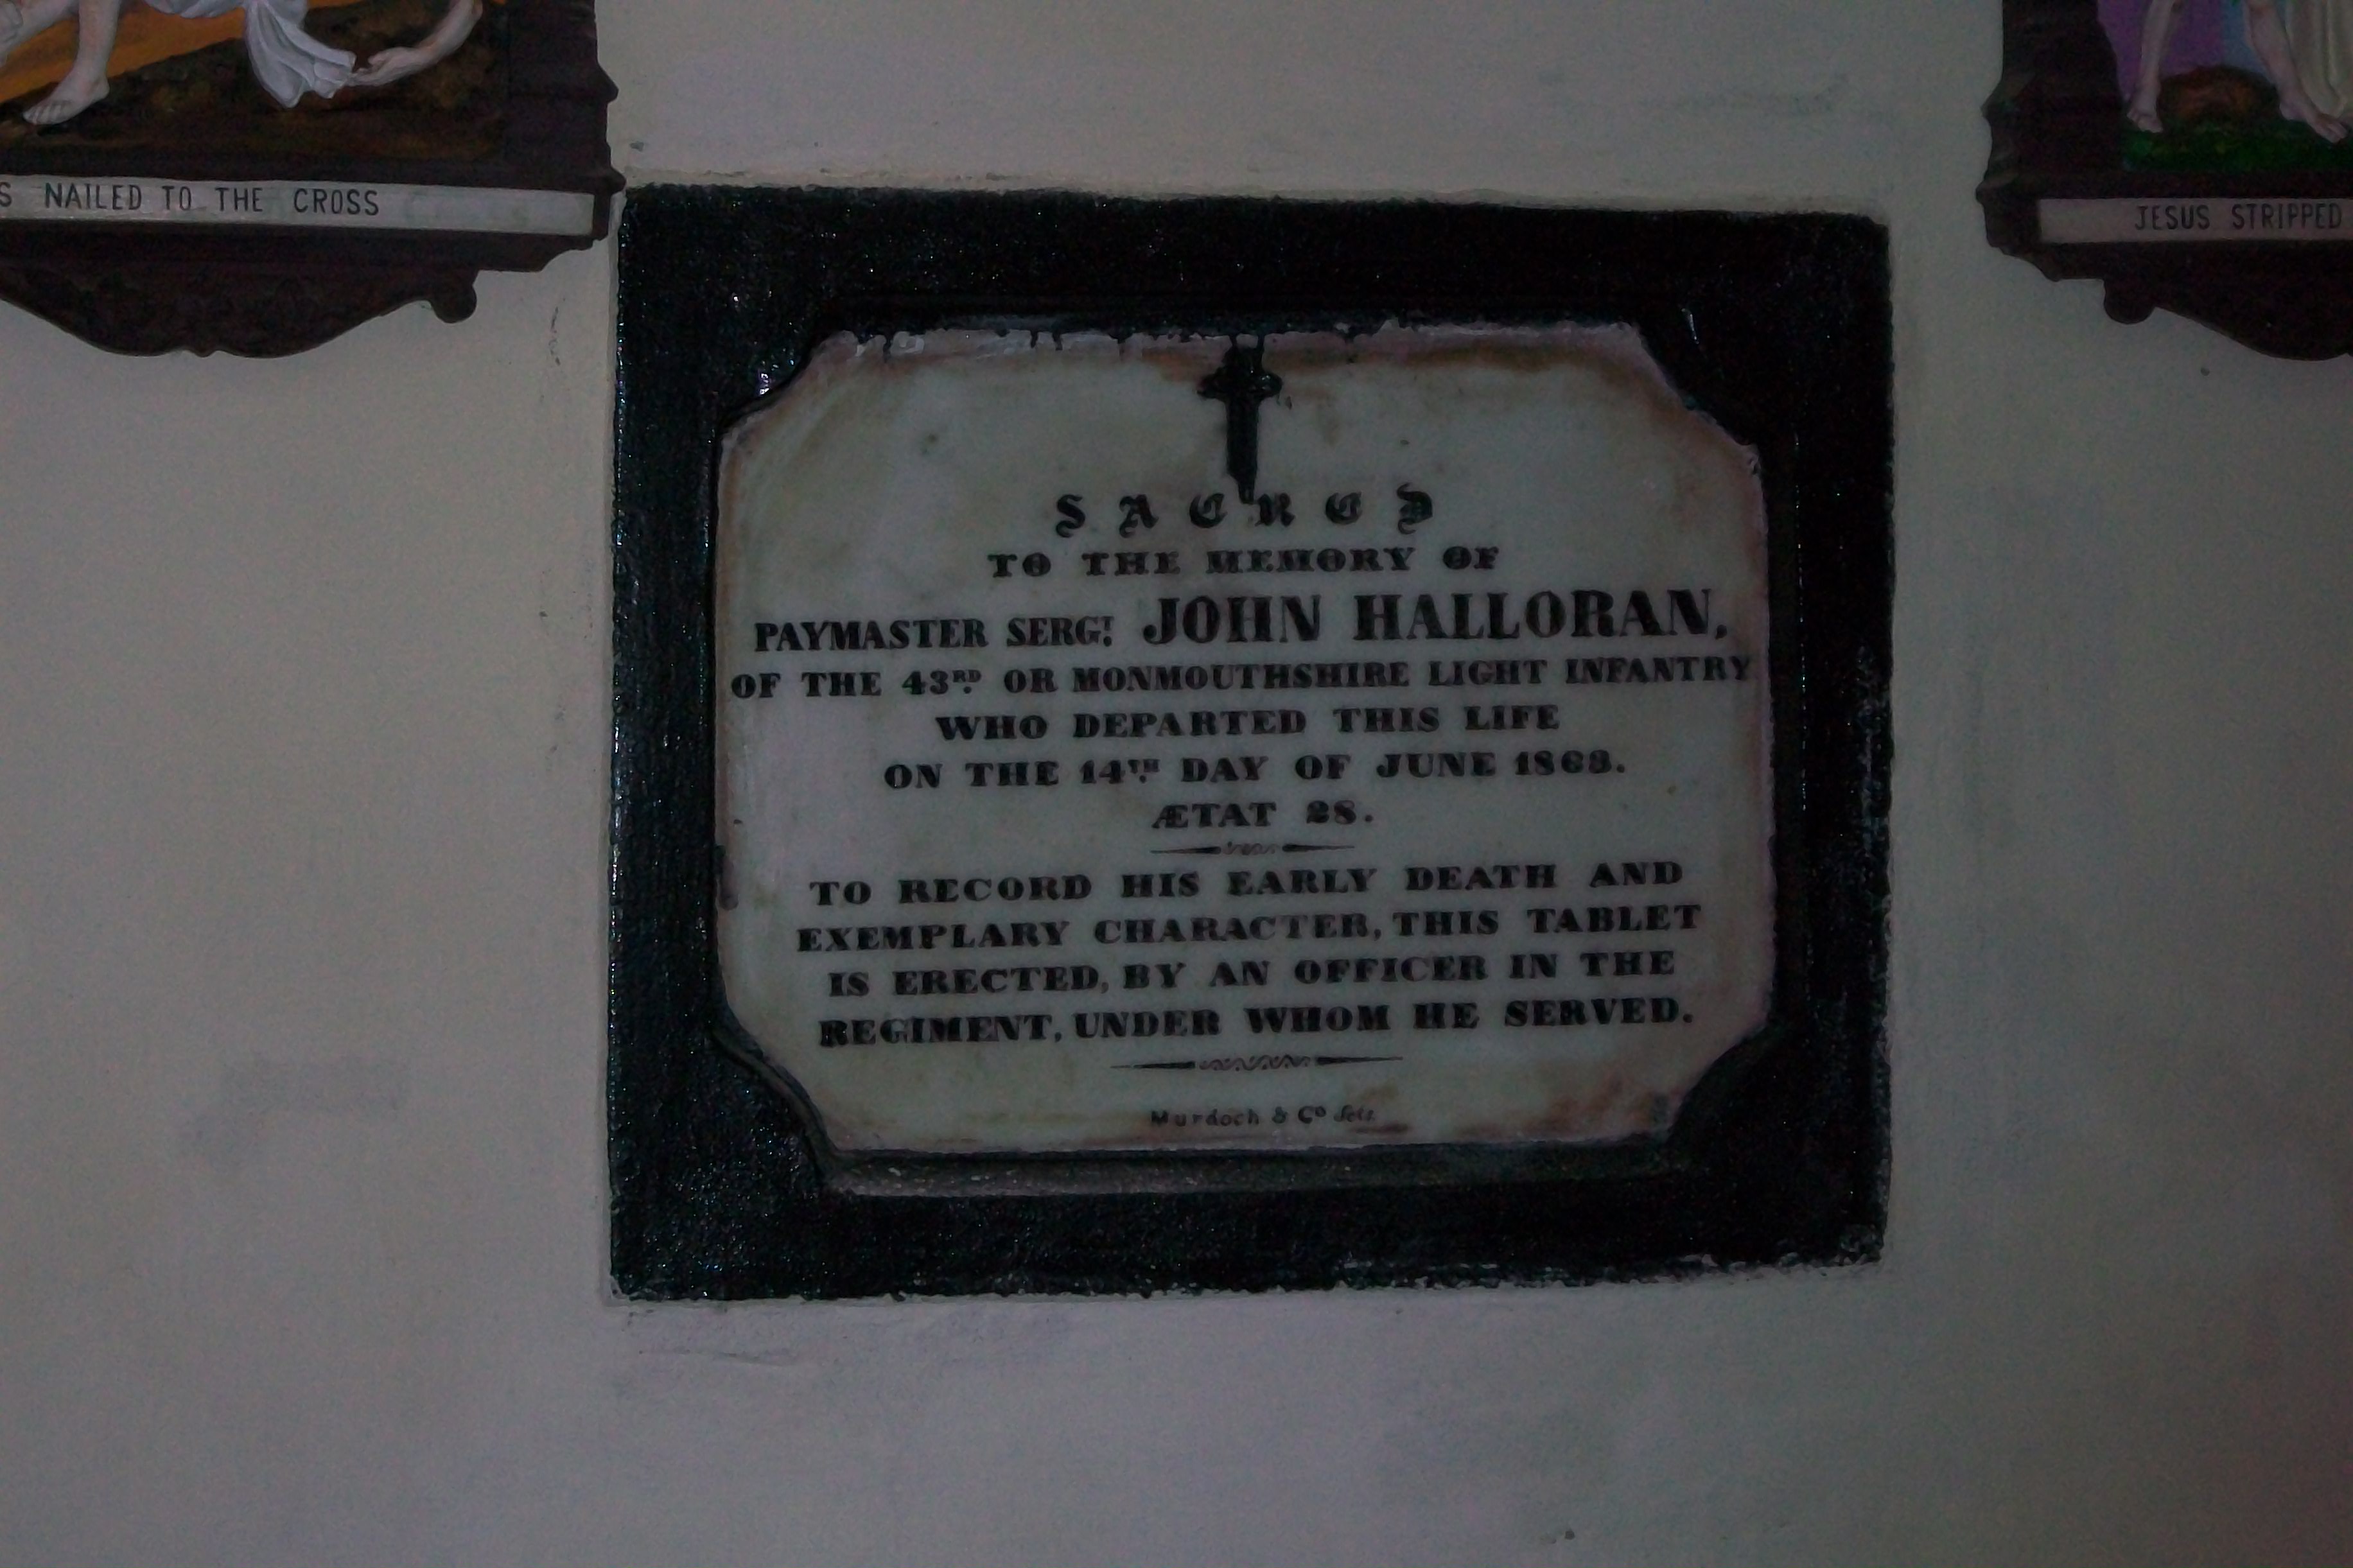 S NAILED TO THE CROSS
JESUS STRIPPED
SACRED
TO THE MEMORY OF
PAYMASTER SERGT. JOHN HALLORAN,
OF THE 43RD. OR MONMOUTHSHIRE LIGHT INFANTRY
WHO DEPARTED THIS LIFE
ON THE 14TH. DAY OF JUNE 1863.
ÆTAT 28.
TO RECORD HIS EARLY DEATH AND
EXEMPLARY CHARACTER, THIS TABLET
IS ERECTED, BY AN OFFICER IN THE
REGIMENT, UNDER WHOM HE SERVED.
Murdoch & Co